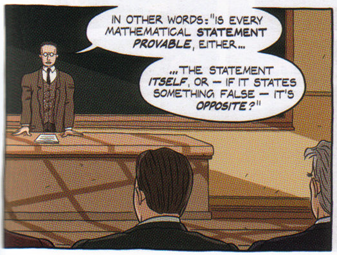 IN OTHER WORDS: "IS EVERY
MATHEMATICAL STATEMENT
PROVABLE, EITHER...
...THE STATEMENT
ITSELF, OR – IF IT STATES
SOMETHING FALSE – IT'S
OPPOSITE?"